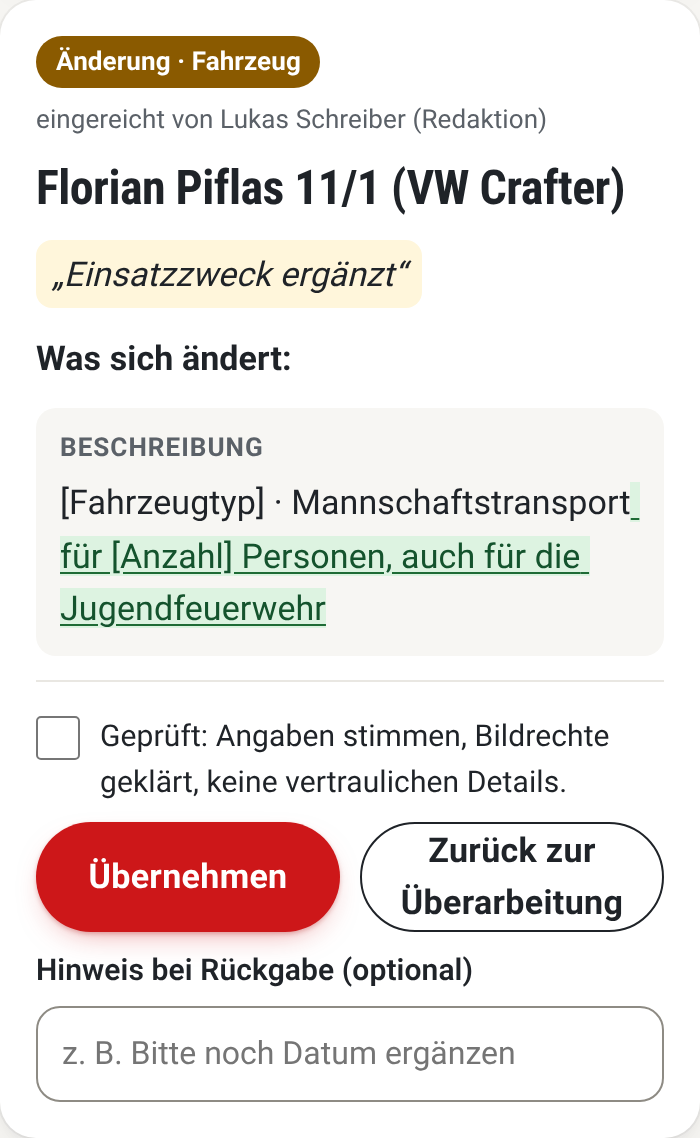 Änderung · Fahrzeug
eingereicht von Lukas Schreiber (Redaktion)
Florian Piflas 11/1 (VW Crafter)
„Einsatzzweck ergänzt“
Was sich ändert:
BESCHREIBUNG
[Fahrzeugtyp] · Mannschaftstransport
für [Anzahl] Personen, auch für die
Jugendfeuerwehr
Geprüft: Angaben stimmen, Bildrechte
geklärt, keine vertraulichen Details.
Übernehmen
Zurück zur
Überarbeitung
Hinweis bei Rückgabe (optional)
z. B. Bitte noch Datum ergänzen